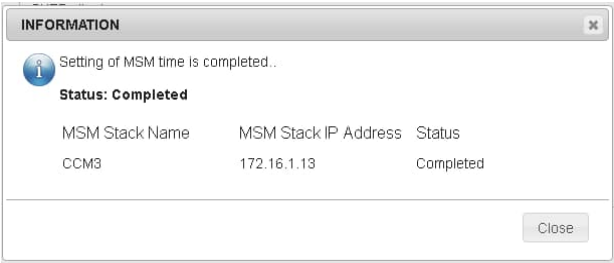 INFORMATION
Setting of MSM time is completed..
Status: Completed
MSM Stack Name MSM Stack IP Address Status
CCM3 172.16.1.13 Completed
Close